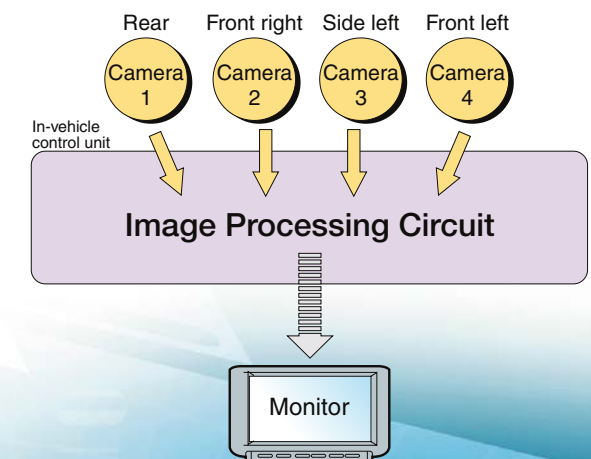 Rear
Front right
Side left
Front left
Camera
1
Camera
2
Camera
3
Camera
4
In-vehicle
control unit
Image Processing Circuit
Monitor